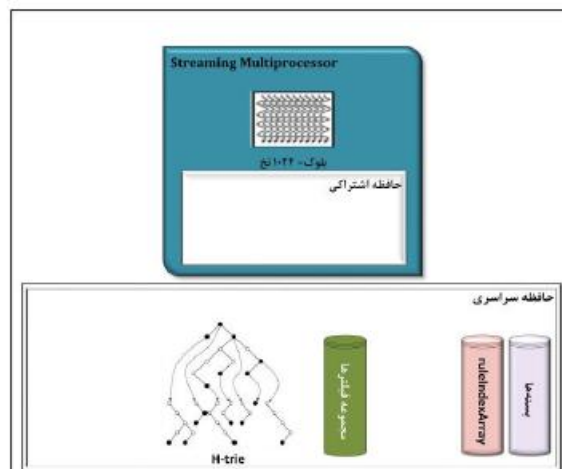 Streaming Multiprocessor
بلوک - ۱۰۲۴ نخ
حافظه اشتراکی
حافظه سراسری
بسته‌ها
ruleIndexArray
مجموعه فیلترها
H-trie